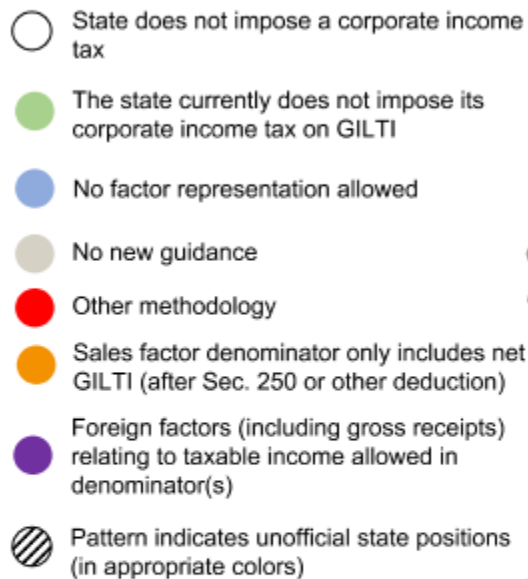 State does not impose a corporate income
tax
The state currently does not impose its
corporate income tax on GILTI
No factor representation allowed
No new guidance
Other methodology
Sales factor denominator only includes net
GILTI (after Sec. 250 or other deduction)
Foreign factors (including gross receipts)
relating to taxable income allowed in
denominator(s)
Pattern indicates unofficial state positions
(in appropriate colors)